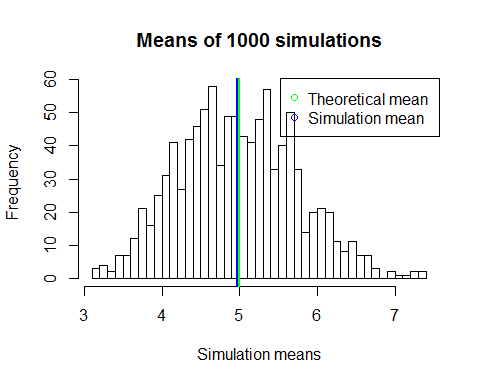 Means of 1000 simulations
Theoretical mean
Simulation mean
Frequency
60
50
40
30
20
10
0
3 4 5 6 7
Simulation means